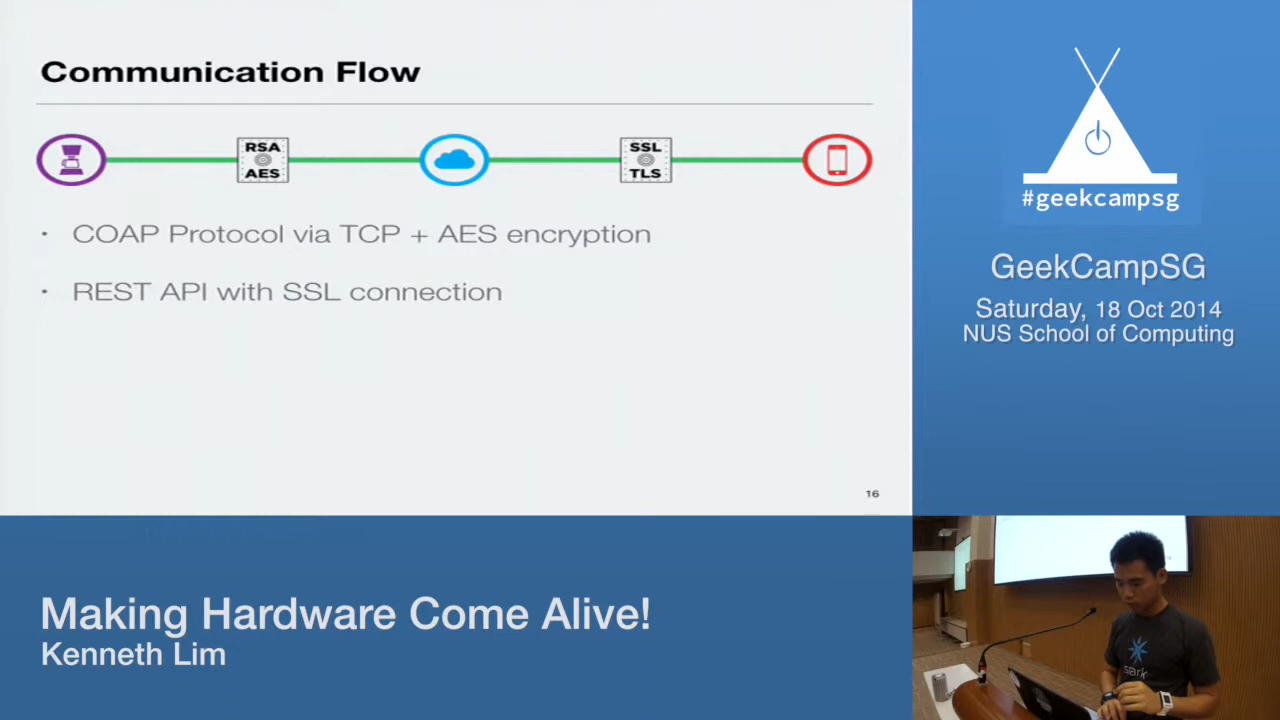 Communication Flow
RSA
AES
SSL
TLS
• COAP Protocol via TCP + AES encryption
• REST API with SSL connection
16
#geekcampsg
GeekCampSG
Saturday, 18 Oct 2014
NUS School of Computing
Making Hardware Come Alive!
Kenneth Lim
spark